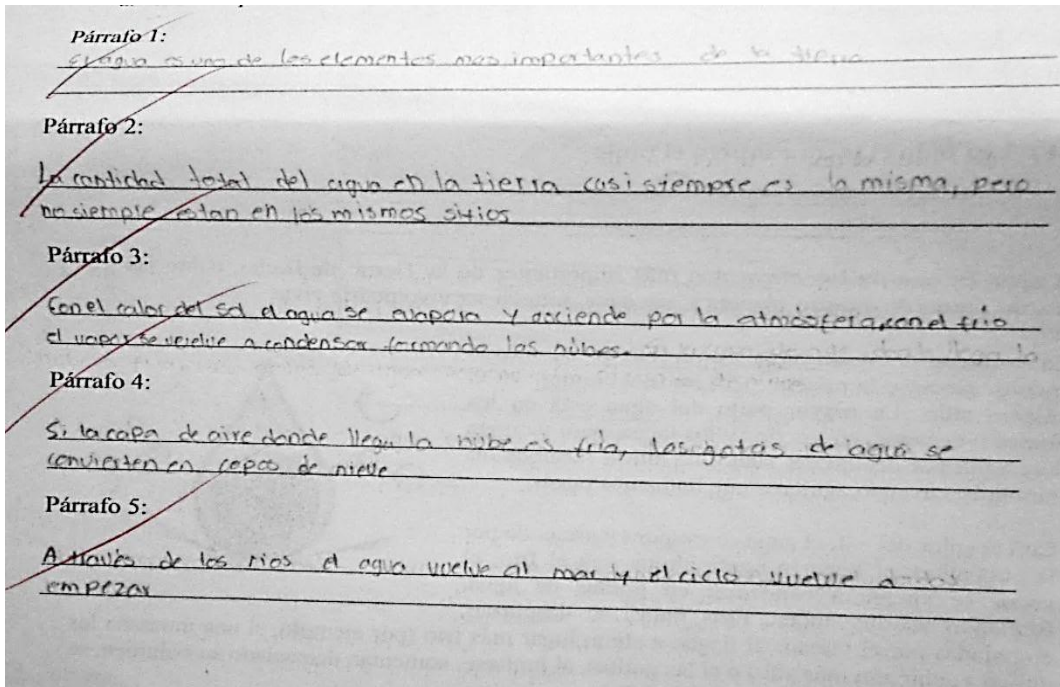 Párrafo 1:
El agua es uno de los elementos mas importantes de la tierra
Párrafo 2:
La cantidad total del agua en la tierra casi siempre es la misma, pero
no siempre estan en los mismos sitios
Párrafo 3:
Con el calor del sol el agua se evapora y asciende por la atmósfera, con el frio
el vapor se vuelve a condensar formando las núbes.
Párrafo 4:
Si la capa de aire donde llega la nube es fria, las gotas de agua se
convierten en copos de nieve
Párrafo 5:
A travès de los rios el agua vuelve al mar y el ciclo vuelve a
empezar